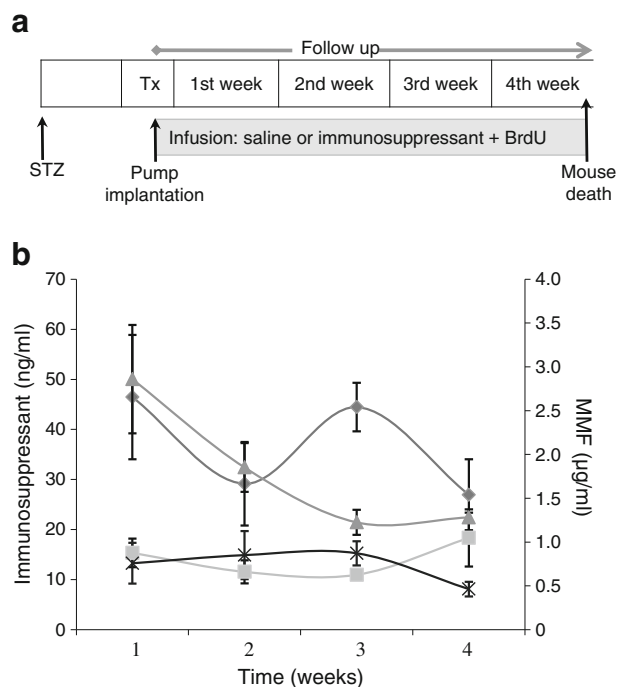 a
Follow up
Tx 1st week 2nd week 3rd week 4th week
Infusion: saline or immunosuppressant + BrdU
STZ
Pump
implantation
Mouse
death
b
70
60
50
40
30
20
10
0
Immunosuppressant (ng/ml)
4.0
3.5
3.0
2.5
2.0
1.5
1.0
0.5
0
MMF (µg/ml)
1 2 3 4
Time (weeks)